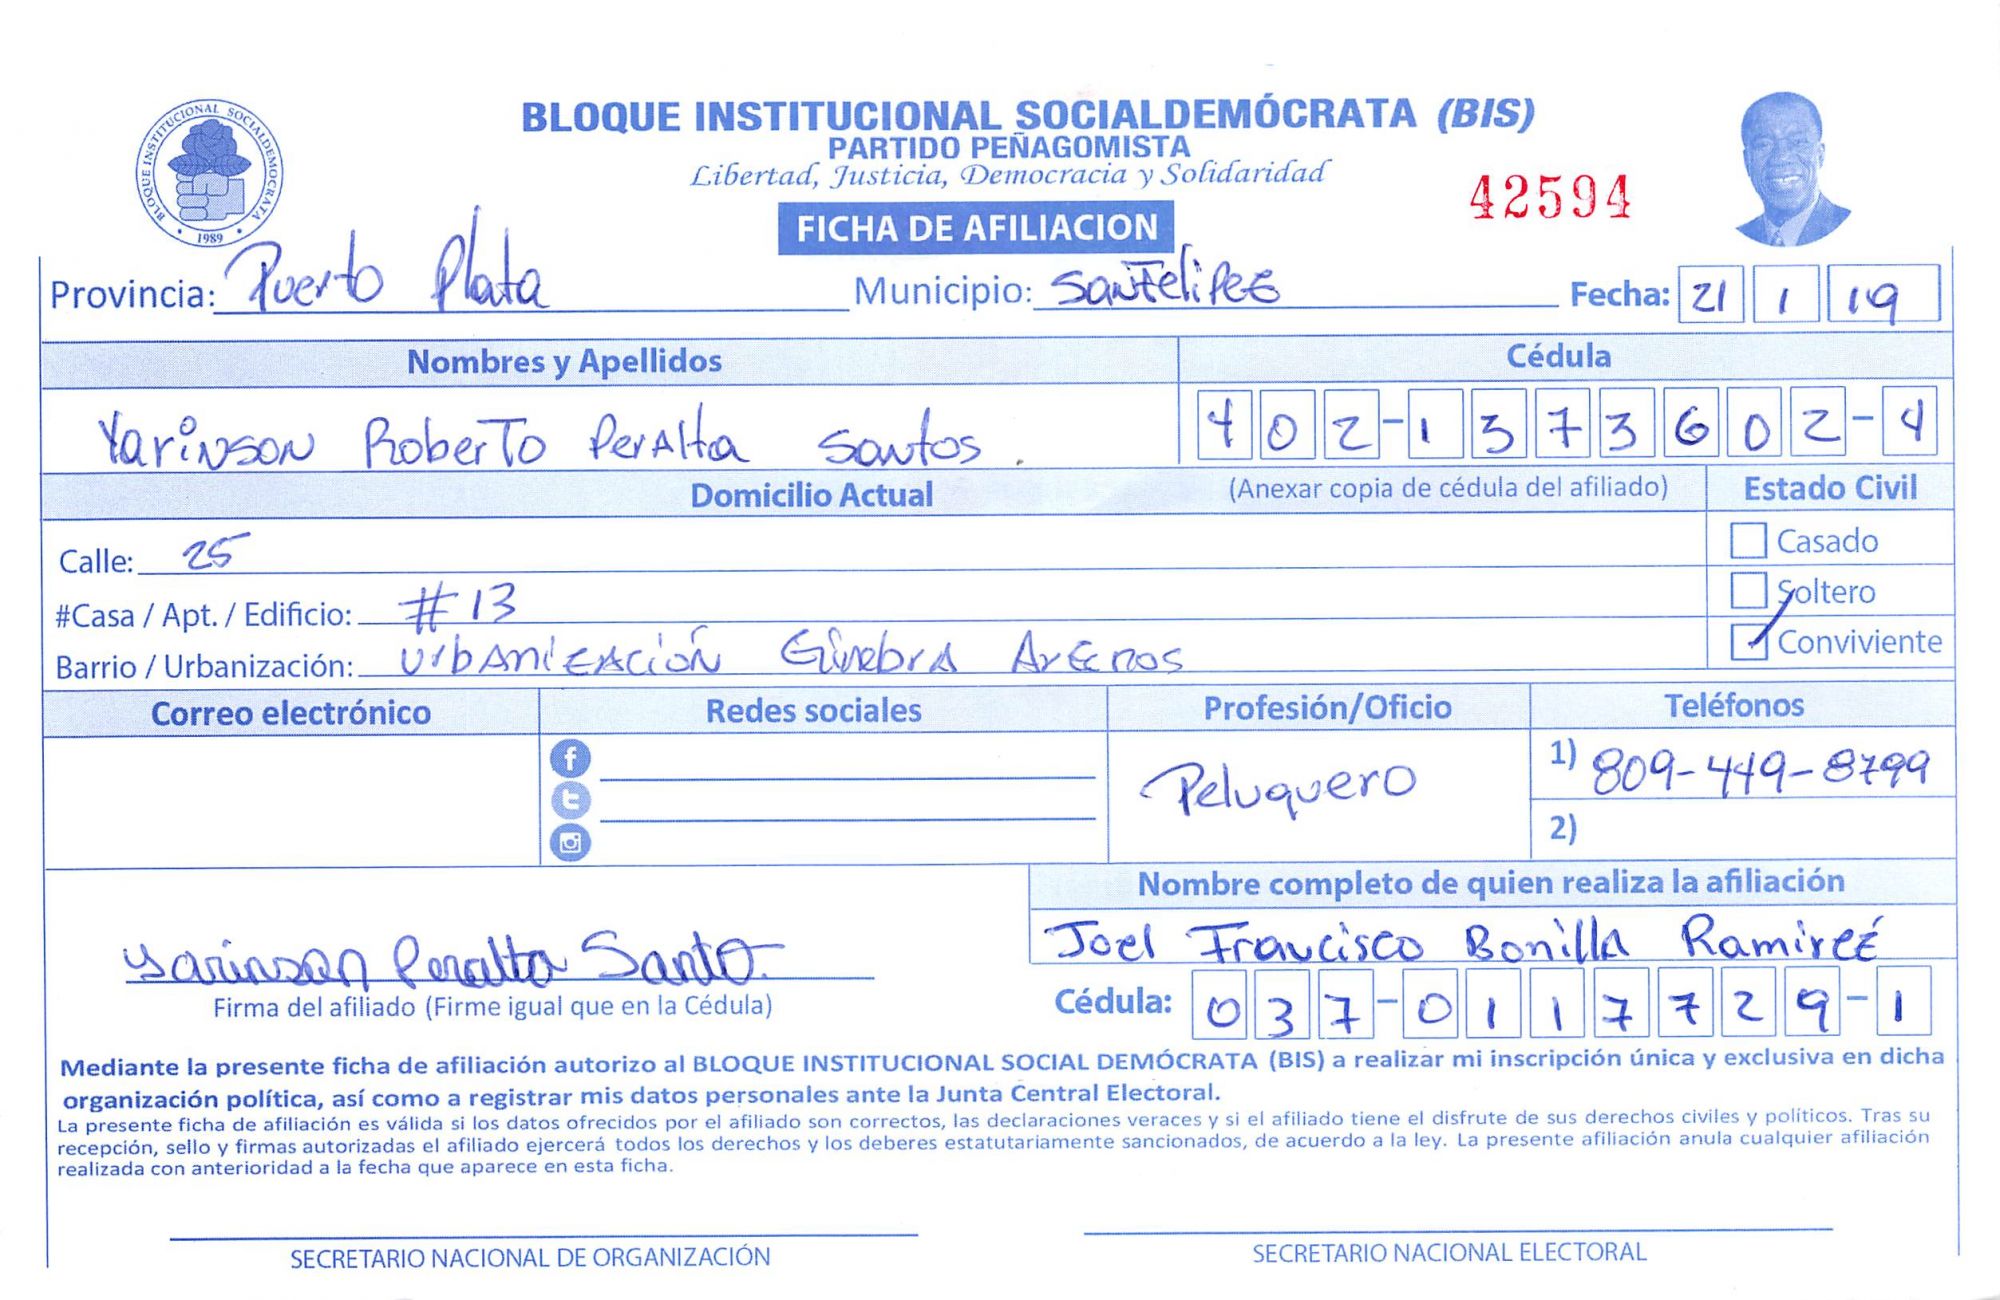 BLOQUE INSTITUCIONAL SOCIALDEMÓCRATA (BIS)
PARTIDO PEÑAGOMISTA
Libertad, Justicia, Democracia y Solidaridad
BLOQUE INSTITUCIONAL SOCIALDEMOCRATA
1989
42594
FICHA DE AFILIACION
Provincia: Puerto Plata Municipio: Sanfelipe Fecha: 21 1 19
Nombres y Apellidos Cédula
Yarinson Roberto Peralta Santos. 402-1373602-4
Domicilio Actual (Anexar copia de cédula del afiliado) Estado Civil
Calle: 25 Casado
#Casa / Apt. / Edificio: #13 Soltero
Barrio / Urbanización: Urbanización Ginebra Arenos Conviviente
Correo electrónico Redes sociales Profesión/Oficio Teléfonos
Peluquero 1) 809-449-8799
2)
Nombre completo de quien realiza la afiliación
Joel Francisco Bonilla Ramirez
Yarinson Peralta Santo
Firma del afiliado (Firme igual que en la Cédula) Cédula: 037-0117729-1
Mediante la presente ficha de afiliación autorizo al BLOQUE INSTITUCIONAL SOCIAL DEMÓCRATA (BIS) a realizar mi inscripción única y exclusiva en dicha
organización política, así como a registrar mis datos personales ante la Junta Central Electoral.
La presente ficha de afiliación es válida si los datos ofrecidos por el afiliado son correctos, las declaraciones veraces y si el afiliado tiene el disfrute de sus derechos civiles y políticos. Tras su
recepción, sello y firmas autorizadas el afiliado ejercerá todos los derechos y los deberes estatutariamente sancionados, de acuerdo a la ley. La presente afiliación anula cualquier afiliación
realizada con anterioridad a la fecha que aparece en esta ficha.
SECRETARIO NACIONAL DE ORGANIZACIÓN SECRETARIO NACIONAL ELECTORAL